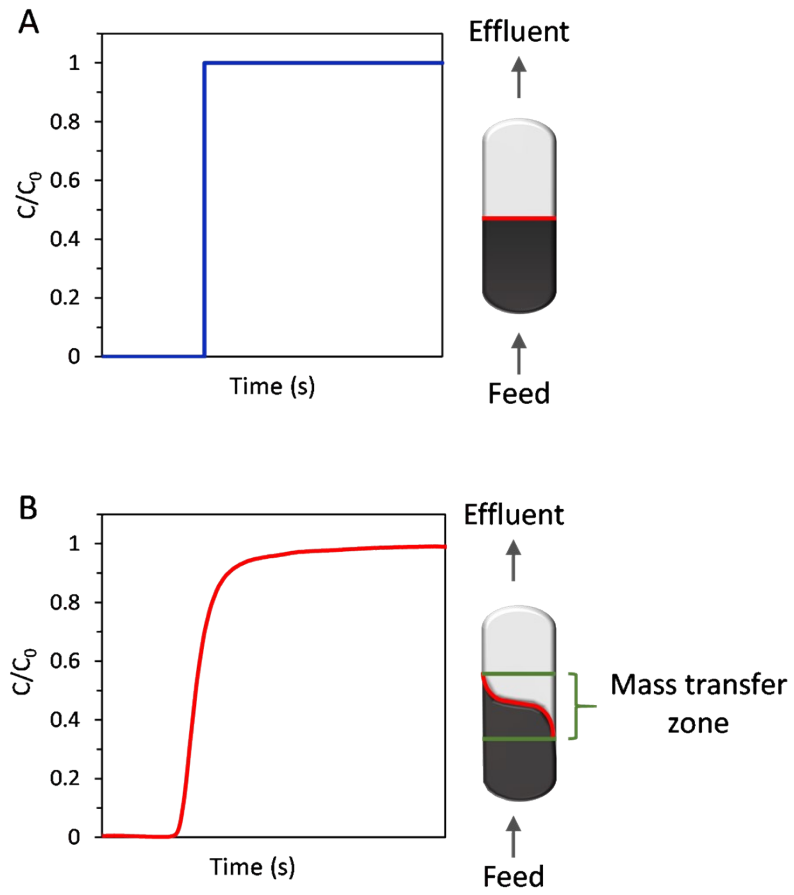 A
Effluent
1
0.8
0.6
0.4
0.2
0
C/C₀
Time (s)
Feed
B
Effluent
1
0.8
0.6
0.4
0.2
0
C/C₀
Mass transfer
zone
Time (s)
Feed